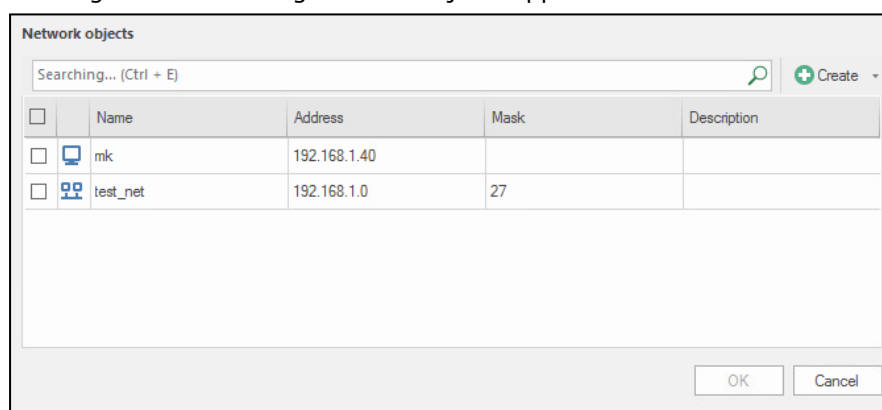 Network objects
Searching... (Ctrl + E)
Create
Name Address Mask Description
mk 192.168.1.40
test_net 192.168.1.0 27
OK Cancel